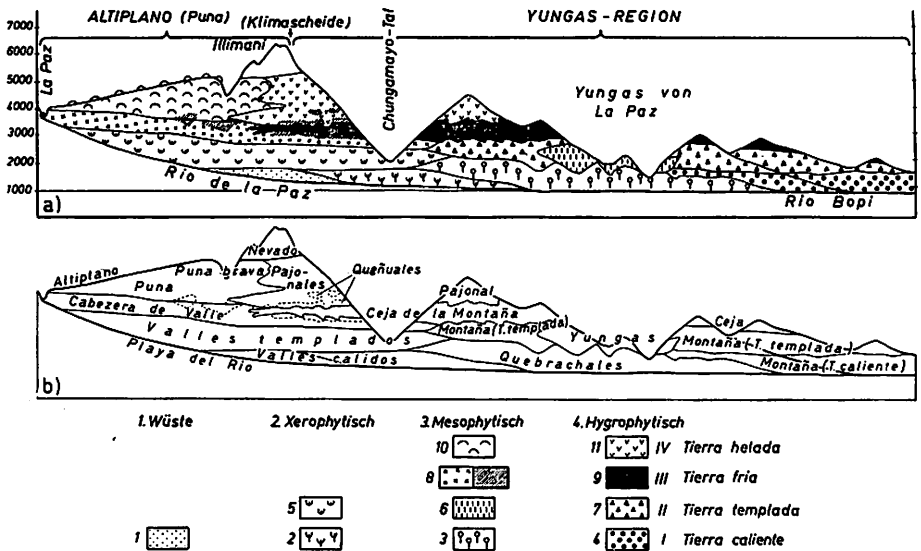 ALTIPLANO (Puna) (Klimascheide) YUNGAS-REGION
7000
6000
5000
4000
3000
2000
1000
La Paz
Illimani
Chungamayo-Tal
Yungas von
La Paz
Rio de la Paz
Rio Bopi
a)
Nevado
Altiplano
Puna brava
Pajo-
nales
Queñuales
Puna
Pajonal
Cabezera de Valle
Ceja de la Montaña
Ceja
Valles templados
Montaña(T.templada)
Yungas
Montaña(-T. templada-)
Playa del Rio
Valles calidos
Quebrachales
Montaña(-T.caliente)
b)
1.Wüste 2. Xerophytisch 3. Mesophytisch 4. Hygrophytisch
10 11 IV Tierra helada
8 9 III Tierra fria
5 6 7 II Tierra templada
1 2 3 4 I Tierra caliente